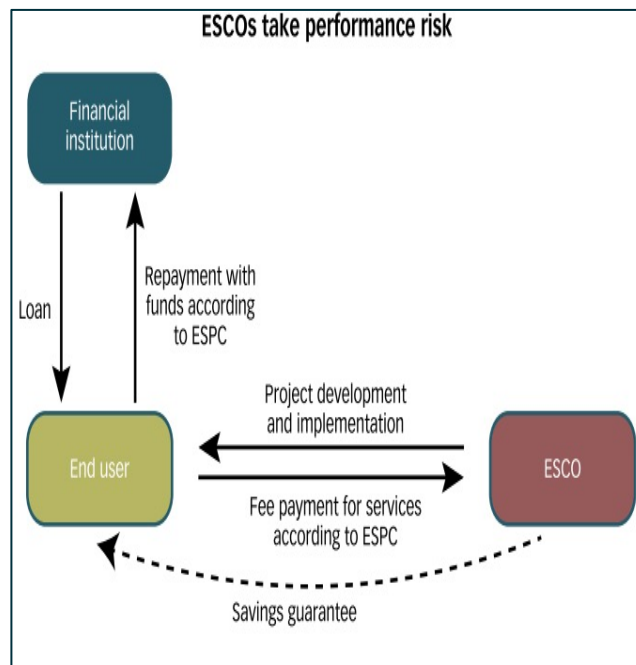 ESCOs take performance risk
Financial
institution
Loan
Repayment with
funds according
to ESPC
Project development
and implementation
End user
ESCO
Fee payment for services
according to ESPC
Savings guarantee